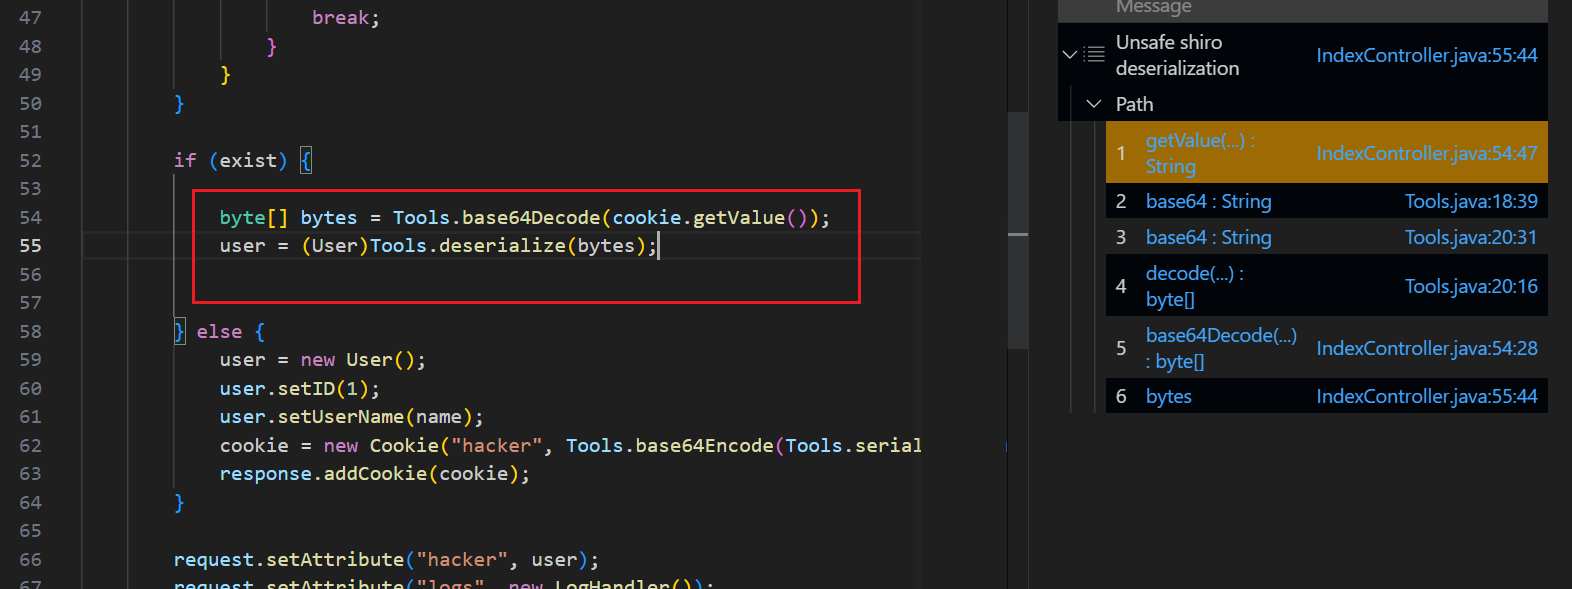 47 break;
48 }
49 }
50 }
51
52 if (exist) {
53
54 byte[] bytes = Tools.base64Decode(cookie.getValue());
55 user = (User)Tools.deserialize(bytes);
56
57
58 } else {
59 user = new User();
60 user.setID(1);
61 user.setUserName(name);
62 cookie = new Cookie("hacker", Tools.base64Encode(Tools.serial
63 response.addCookie(cookie);
64 }
65
66 request.setAttribute("hacker", user);
67 request.setAttribute("logs", new LogHandler());
Message
Unsafe shiro
deserialization IndexController.java:55:44
Path
1 getValue(...) :
String IndexController.java:54:47
2 base64 : String Tools.java:18:39
3 base64 : String Tools.java:20:31
4 decode(...) :
byte[] Tools.java:20:16
5 base64Decode(...)
: byte[] IndexController.java:54:28
6 bytes IndexController.java:55:44